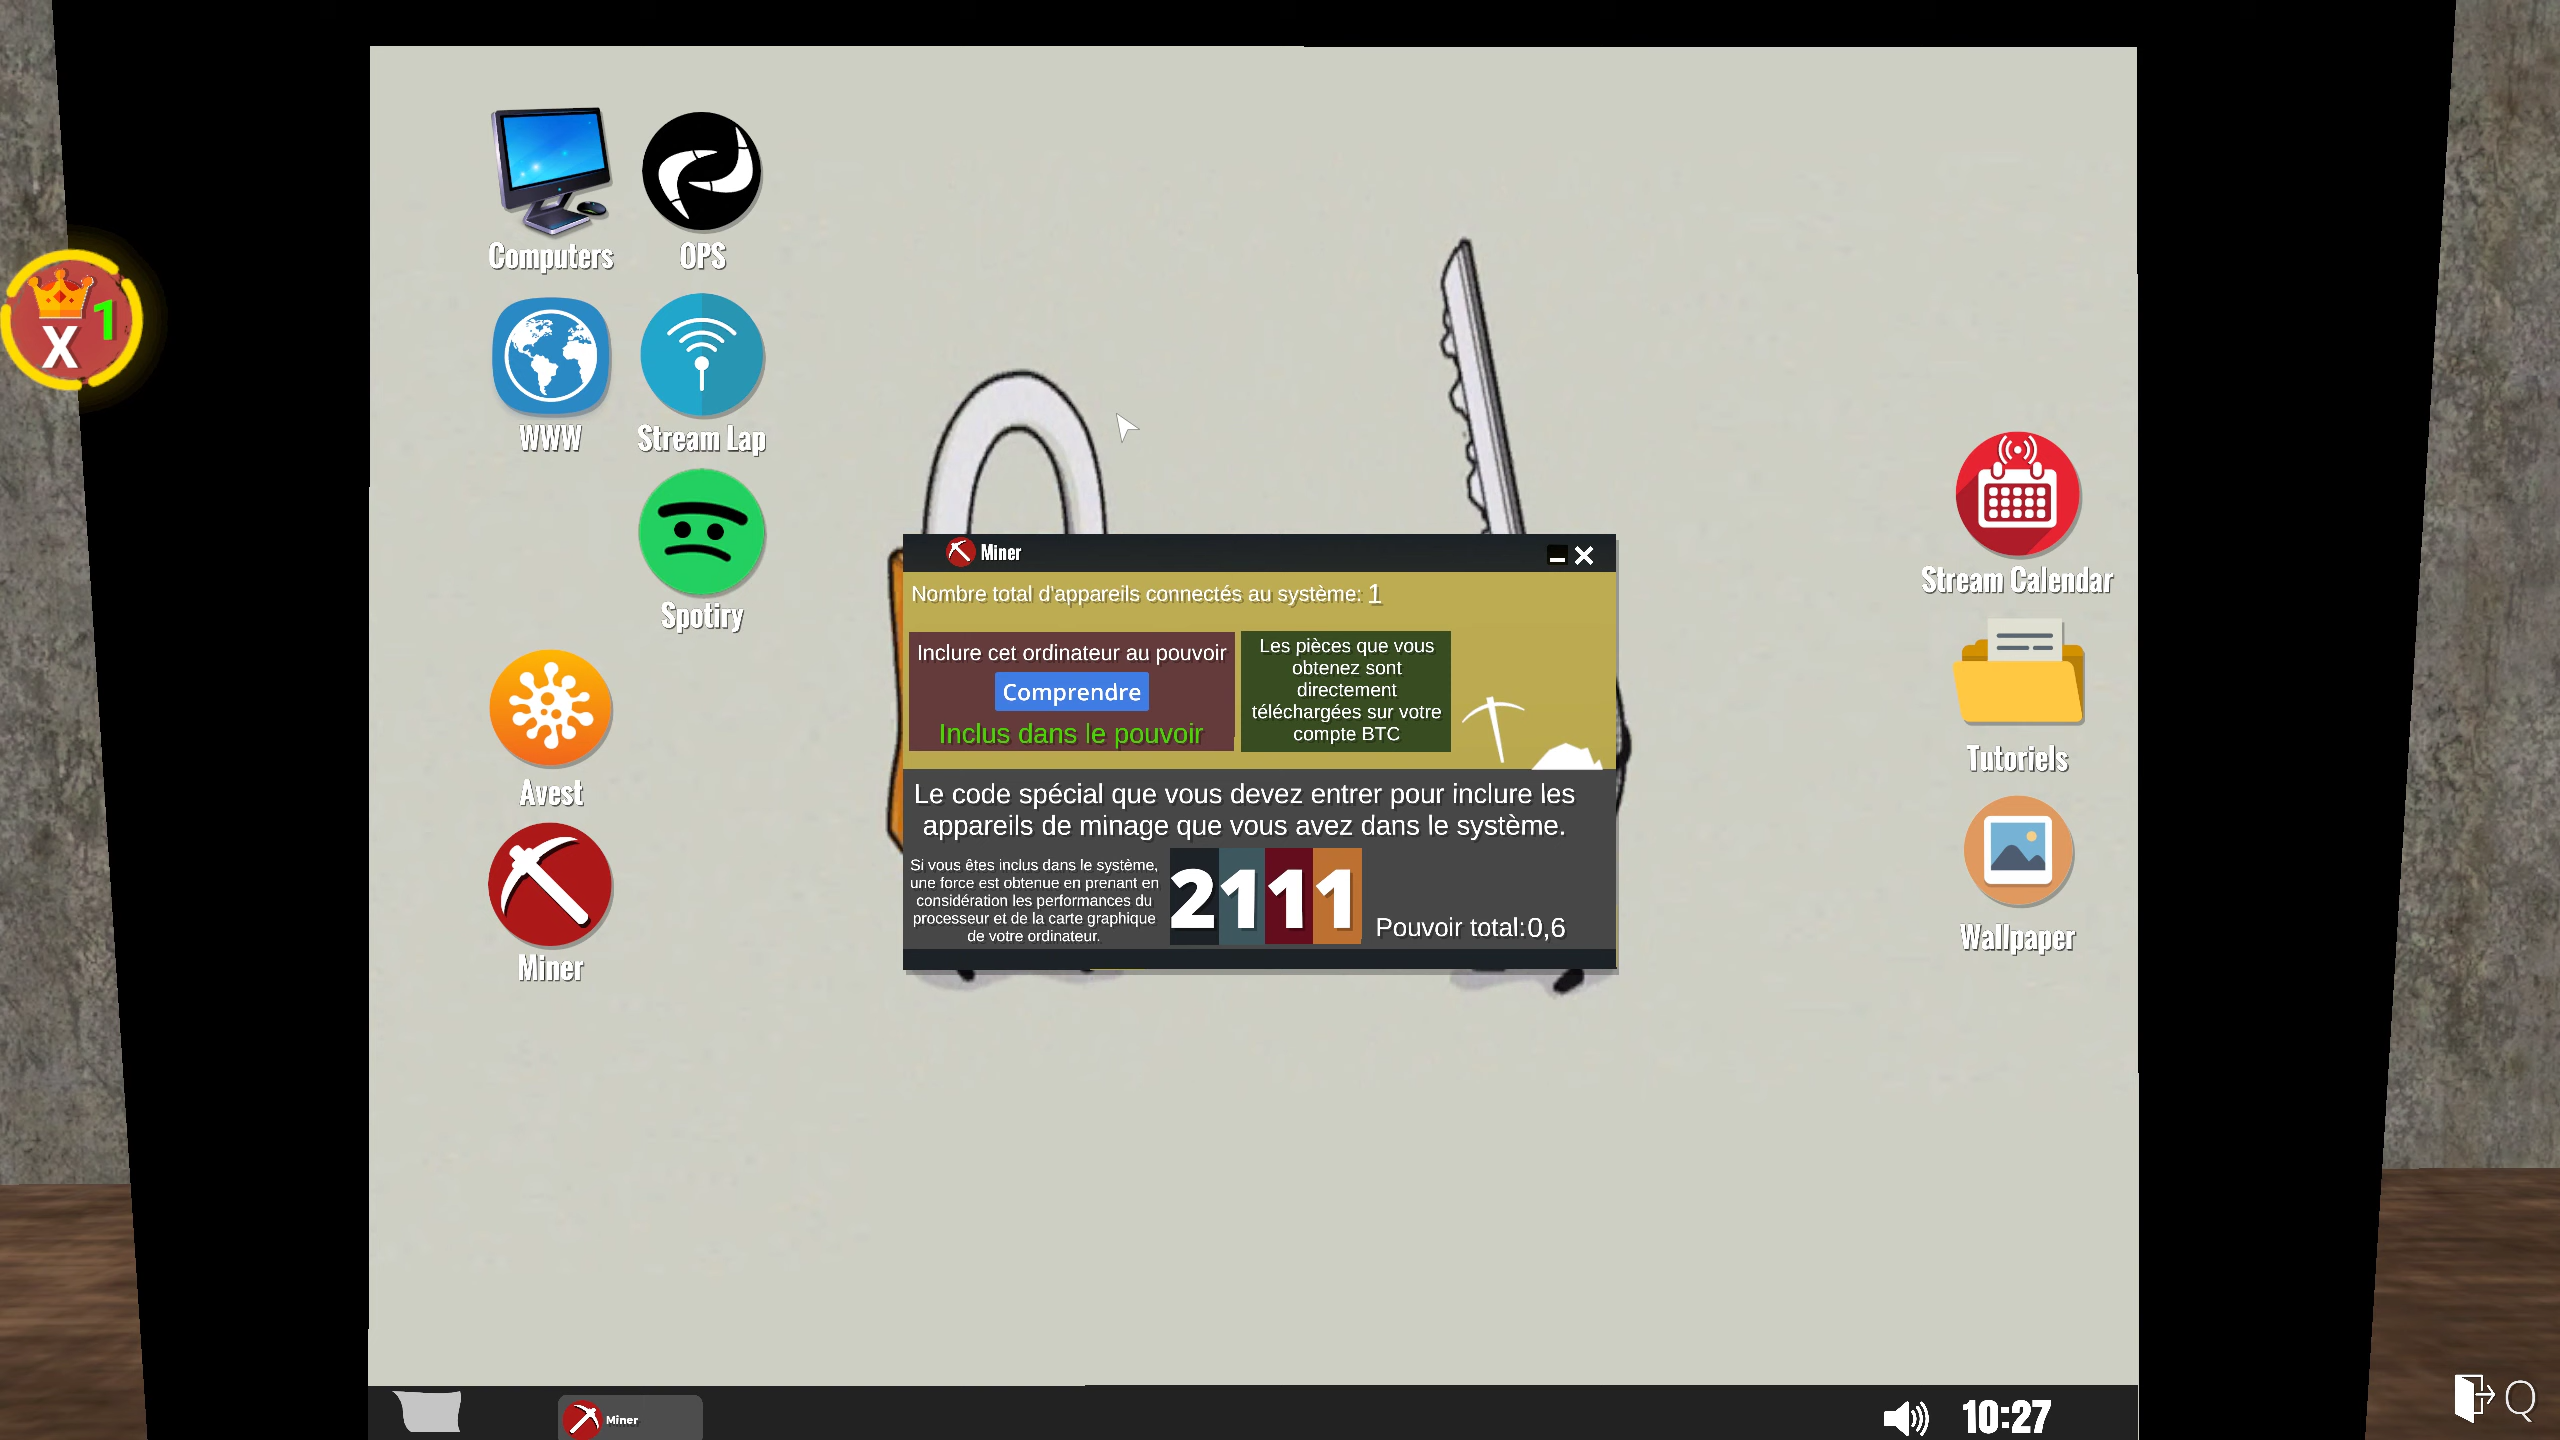 Computers
OPS
X 1
WWW
Stream Lap
Spotiry
Avest
Miner
Stream Calendar
Tutoriels
Wallpaper
Miner
Nombre total d'appareils connectés au système: 1
Inclure cet ordinateur au pouvoir
Comprendre
Inclus dans le pouvoir
Les pièces que vous
obtenez sont
directement
téléchargées sur votre
compte BTC
Le code spécial que vous devez entrer pour inclure les
appareils de minage que vous avez dans le système.
Si vous êtes inclus dans le système,
une force est obtenue en prenant en
considération les performances du
processeur et de la carte graphique
de votre ordinateur.
2111
Pouvoir total:0,6
Miner
10:27
Q